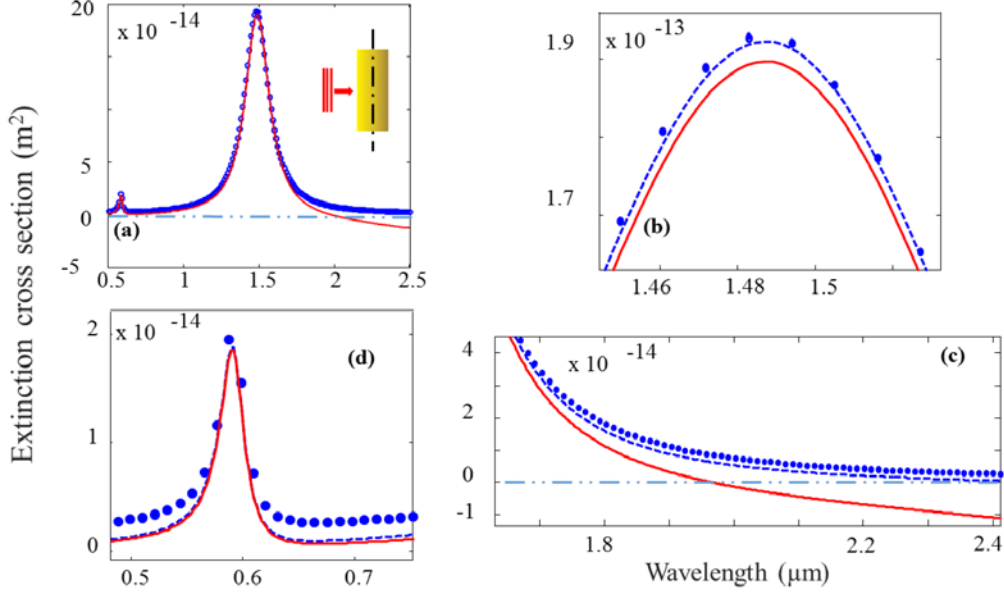 Extinction cross section (m²)
20
x 10 -14
5
0
-5
(a)
0.5 1 1.5 2 2.5
1.9
x 10 -13
1.7
(b)
1.46 1.48 1.5
2
x 10 -14
(d)
1
0
0.5 0.6 0.7
4
x 10 -14
(c)
2
0
-1
1.8 2.2 2.4
Wavelength (μm)